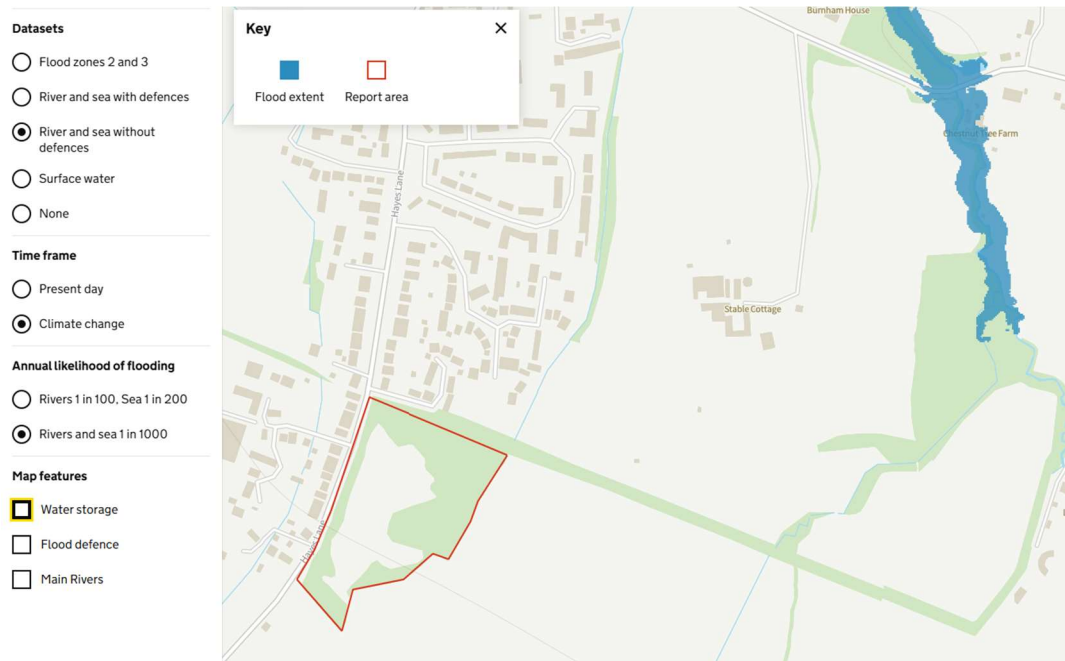 Datasets
Flood zones 2 and 3
River and sea with defences
River and sea without
defences
Surface water
None
Time frame
Present day
Climate change
Annual likelihood of flooding
Rivers 1 in 100, Sea 1 in 200
Rivers and sea 1 in 1000
Map features
Water storage
Flood defence
Main Rivers
Key
Flood extent
Report area
Burnham House
Chestnut Tree Farm
Hayes Lane
Stable Cottage
Hayes Lane